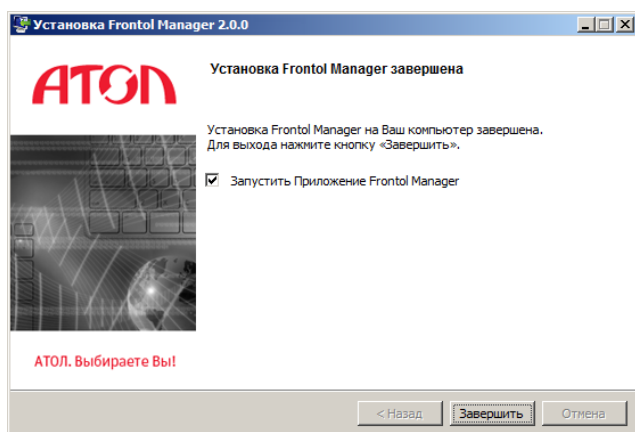 Установка Frontol Manager 2.0.0
АТОЛ
Установка Frontol Manager завершена
Установка Frontol Manager на Ваш компьютер завершена.
Для выхода нажмите кнопку «Завершить».
Запустить Приложение Frontol Manager
АТОЛ. Выбираете Вы!
< Назад
Завершить
Отмена